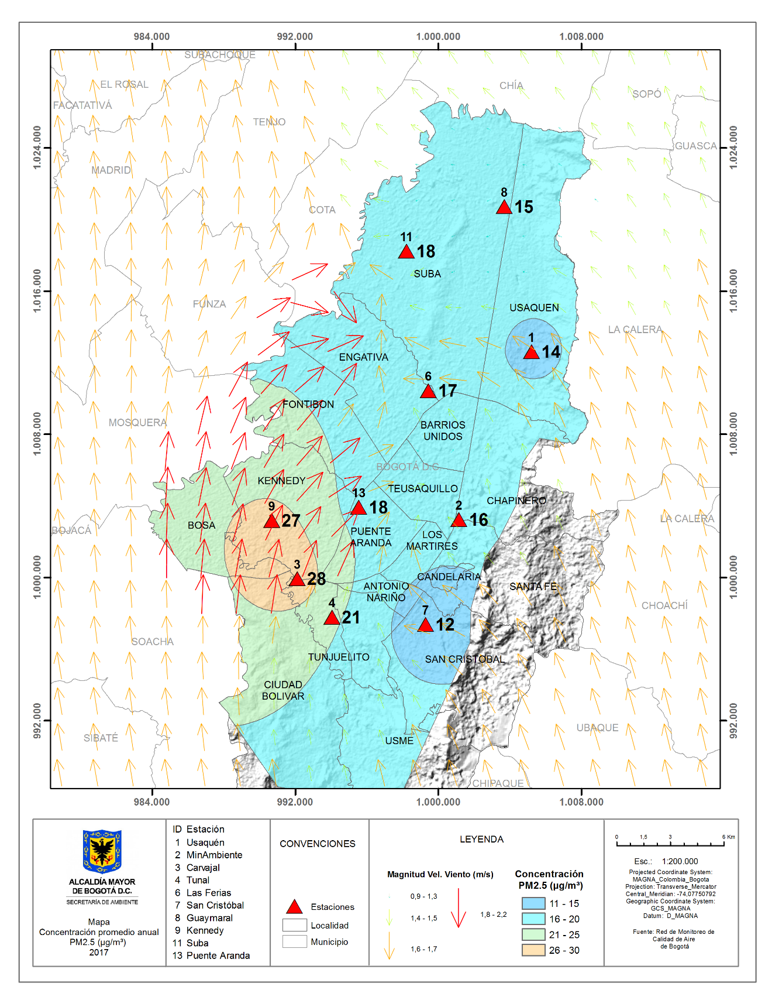 984.000 992.000 1.000.000 1.008.000
SUBACHOQUE
EL ROSAL
CHÍA
SOPÓ
FACATATIVÁ
TENJO
1.024.000
1.024.000
GUASCA
MADRID
8
15
COTA
11
18
SUBA
1.016.000
1.016.000
FUNZA
USAQUEN
LA CALERA
1
14
ENGATIVA
6
17
FONTIBON
MOSQUERA
BARRIOS
UNIDOS
1.008.000
1.008.000
BOGOTÁ D.C.
KENNEDY
TEUSAQUILLO
13
18
CHAPINERO
9
27
2
16
LA CALERA
BOSA
BOJACÁ
PUENTE
ARANDA
LOS
MARTIRES
3
28
CANDELARIA
1.000.000
1.000.000
ANTONIO
NARIÑO
SANTA FE
CHOACHÍ
4
21
7
12
SOACHA
TUNJUELITO
SAN CRISTOBAL
CIUDAD
BOLIVAR
992.000
992.000
SIBATÉ
USME
UBAQUE
CHIPAQUE
984.000 992.000 1.000.000 1.008.000
ALCALDÍA MAYOR
DE BOGOTÁ D.C.
SECRETARÍA DE AMBIENTE
Mapa
Concentración promedio anual
PM2.5 (µg/m³)
2017
ID Estación
1 Usaquén
2 MinAmbiente
3 Carvajal
4 Tunal
6 Las Ferias
7 San Cristóbal
8 Guaymaral
9 Kennedy
11 Suba
13 Puente Aranda
CONVENCIONES
Estaciones
Localidad
Municipio
LEYENDA
Magnitud Vel. Viento (m/s)
0,9 - 1,3
1,4 - 1,5
1,6 - 1,7
1,8 - 2,2
Concentración
PM2.5 (µg/m³)
11 - 15
16 - 20
21 - 25
26 - 30
0 1,5 3 6 Km
Esc.: 1:200.000
Projected Coordinate System:
MAGNA_Colombia_Bogota
Projection: Transverse_Mercator
Central_Meridian: -74,07750792
Geographic Coordinate System:
GCS_MAGNA
Datum: D_MAGNA
Fuente: Red de Monitoreo de
Calidad de Aire
de Bogotá